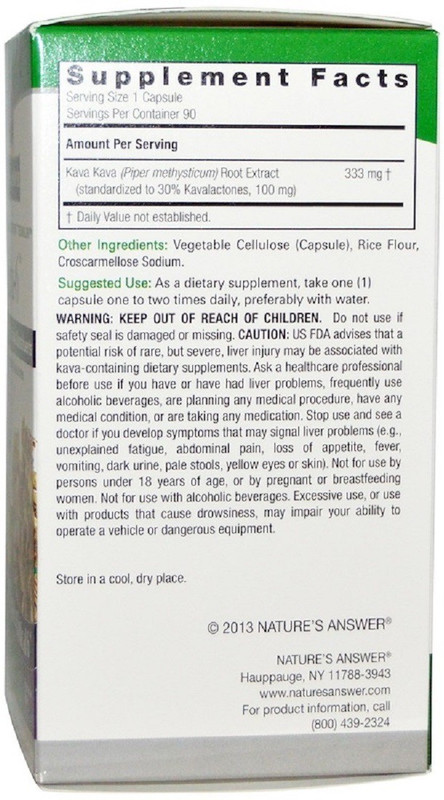 Supplement Facts
Serving Size 1 Capsule
Servings Per Container 90
Amount Per Serving
Kava Kava (Piper methysticum) Root Extract 333 mg †
(standardized to 30% Kavalactones, 100 mg)
† Daily Value not established.
Other Ingredients: Vegetable Cellulose (Capsule), Rice Flour,
Croscarmellose Sodium.
Suggested Use: As a dietary supplement, take one (1)
capsule one to two times daily, preferably with water.
WARNING: KEEP OUT OF REACH OF CHILDREN. Do not use if
safety seal is damaged or missing. CAUTION: US FDA advises that a
potential risk of rare, but severe, liver injury may be associated with
kava-containing dietary supplements. Ask a healthcare professional
before use if you have or have had liver problems, frequently use
alcoholic beverages, are planning any medical procedure, have any
medical condition, or are taking any medication. Stop use and see a
doctor if you develop symptoms that may signal liver problems (e.g.,
unexplained fatigue, abdominal pain, loss of appetite, fever,
vomiting, dark urine, pale stools, yellow eyes or skin). Not for use by
persons under 18 years of age, or by pregnant or breastfeeding
women. Not for use with alcoholic beverages. Excessive use, or use
with products that cause drowsiness, may impair your ability to
operate a vehicle or dangerous equipment.
Store in a cool, dry place.
© 2013 NATURE'S ANSWER®
NATURE'S ANSWER®
Hauppauge, NY 11788-3943
www.naturesanswer.com
For product information, call
(800) 439-2324